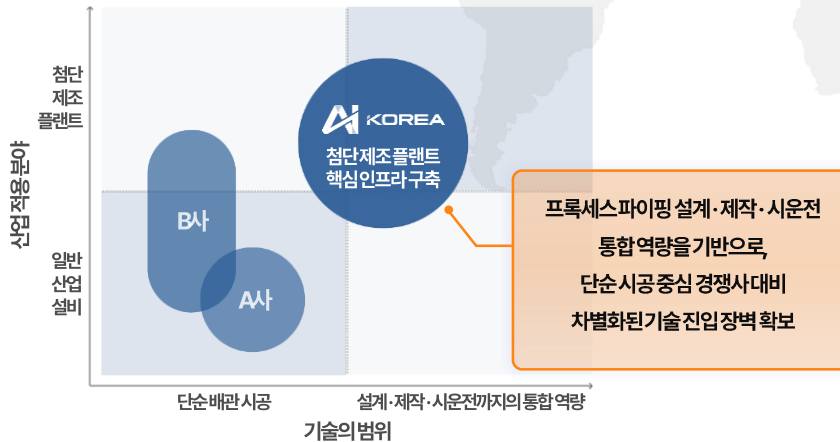 첨단
제조
플랜트
산업 적용 분야
일반
산업
설비
AI KOREA
첨단 제조 플랜트
핵심 인프라 구축
B사
A사
프로세스 파이핑 설계·제작·시운전
통합 역량을 기반으로,
단순 시공 중심 경쟁사 대비
차별화된 기술 진입 장벽 확보
단순 배관 시공
설계·제작·시운전까지의 통합 역량
기술의 범위